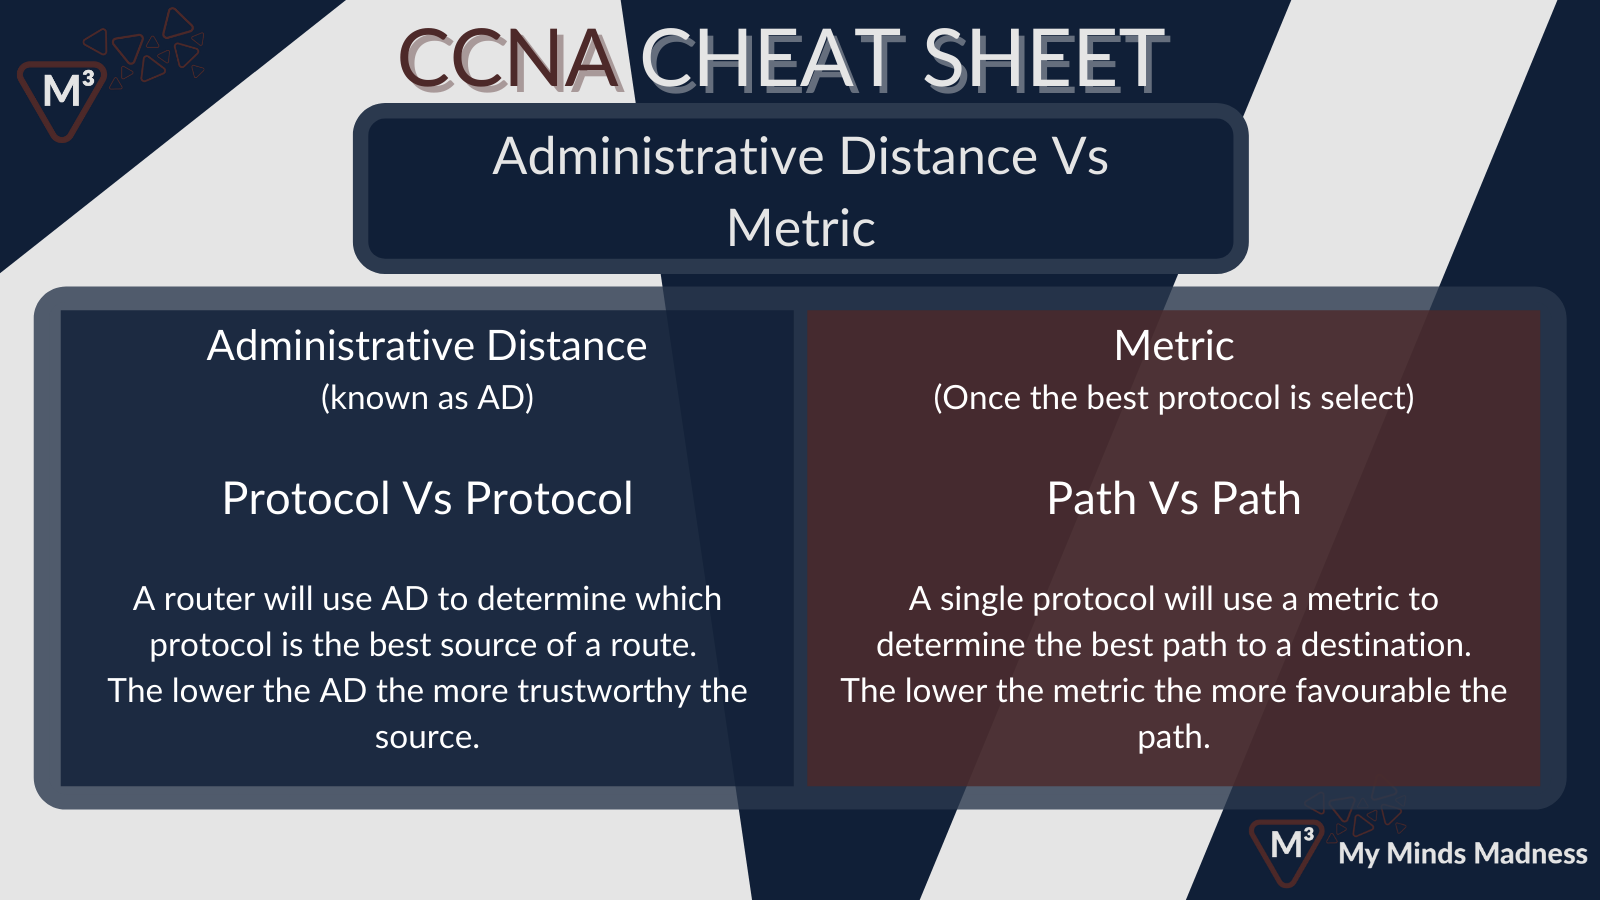 M³
CCNA CHEAT SHEET
Administrative Distance Vs
Metric
Administrative Distance
(known as AD)
Protocol Vs Protocol
A router will use AD to determine which
protocol is the best source of a route.
The lower the AD the more trustworthy the
source.
Metric
(Once the best protocol is select)
Path Vs Path
A single protocol will use a metric to
determine the best path to a destination.
The lower the metric the more favourable the
path.
M³
My Minds Madness